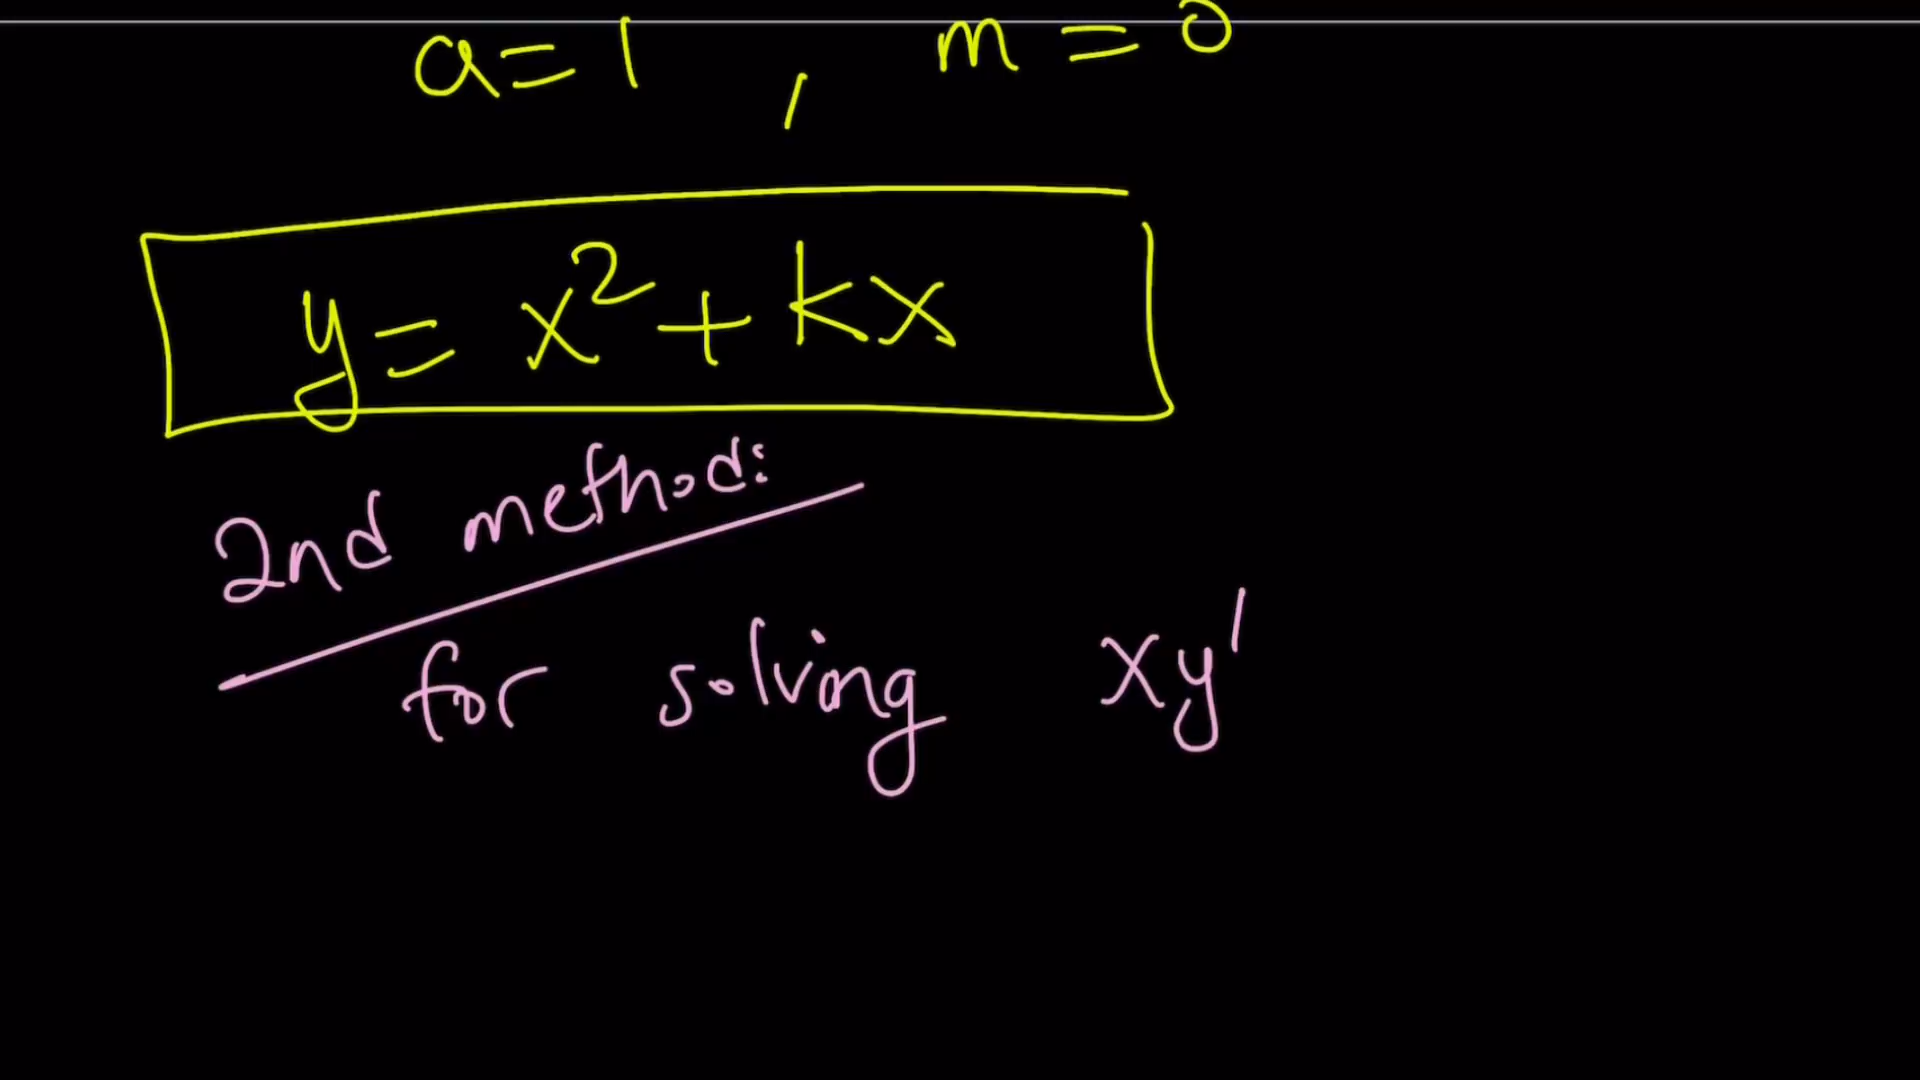 a = 1 , m = 0
y = x² + kx
2nd method:
for solving xy'